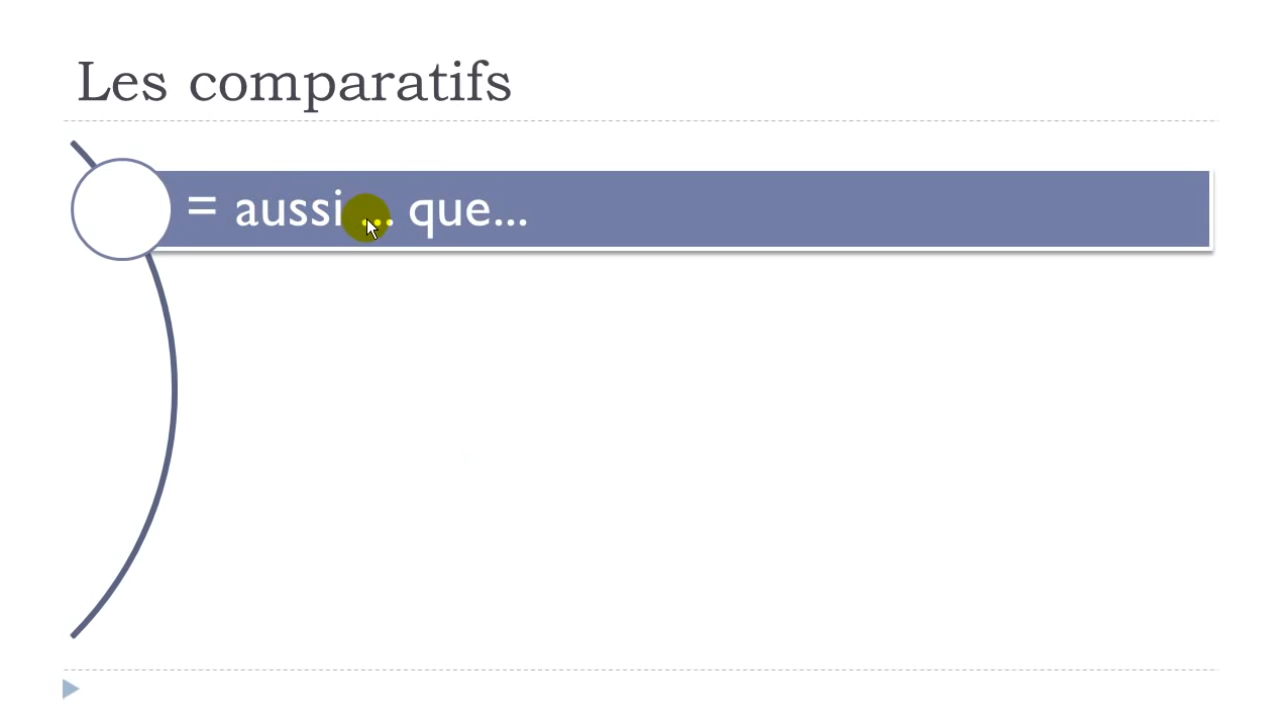 Les comparatifs
= aussi ... que...